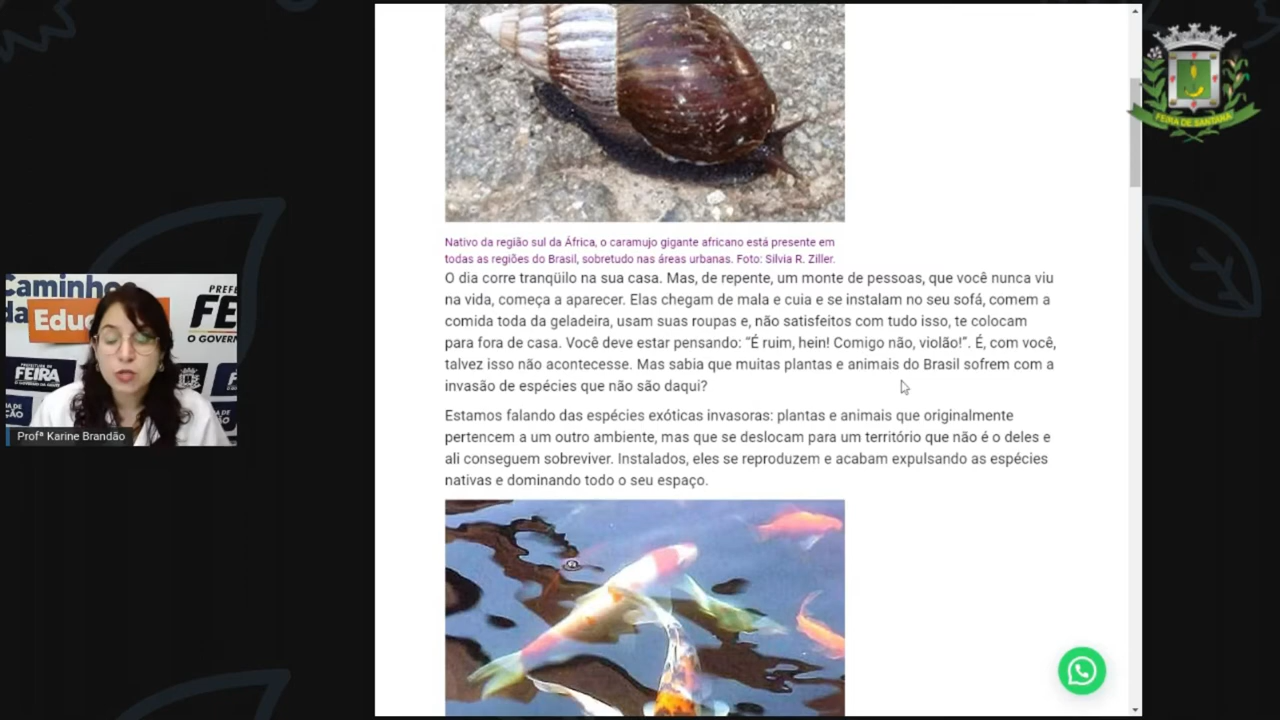 Nativo da região sul da África, o caramujo gigante africano está presente em
todas as regiões do Brasil, sobretudo nas áreas urbanas. Foto: Silvia R. Ziller.
O dia corre tranqüilo na sua casa. Mas, de repente, um monte de pessoas, que você nunca viu
na vida, começa a aparecer. Elas chegam de mala e cuia e se instalam no seu sofá, comem a
comida toda da geladeira, usam suas roupas e, não satisfeitos com tudo isso, te colocam
para fora de casa. Você deve estar pensando: “É ruim, hein! Comigo não, violão!”. É, com você,
talvez isso não acontecesse. Mas sabia que muitas plantas e animais do Brasil sofrem com a
invasão de espécies que não são daqui?
Estamos falando das espécies exóticas invasoras: plantas e animais que originalmente
pertencem a um outro ambiente, mas que se deslocam para um território que não é o deles e
ali conseguem sobreviver. Instalados, eles se reproduzem e acabam expulsando as espécies
nativas e dominando todo o seu espaço.
FEIRA DE SANTANA
Caminhos
da Educ
PREFE
FE
O GOVERN
PREFEITURA DE
FEIRA
Profª Karine Brandão